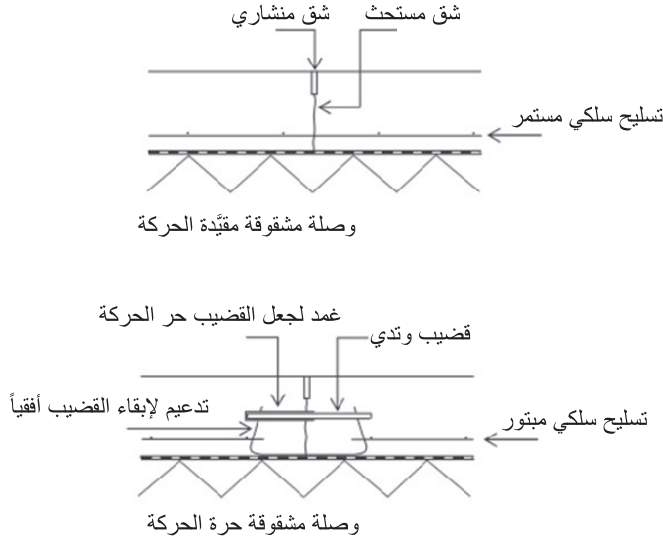 شق مستحث
شق منشاري
تسليح سلكي مستمر
وصلة مشقوقة مقيَّدة الحركة
غمد لجعل القضيب حر الحركة
قضيب وتدي
تدعيم لإبقاء القضيب أفقياً
تسليح سلكي مبتور
وصلة مشقوقة حرة الحركة